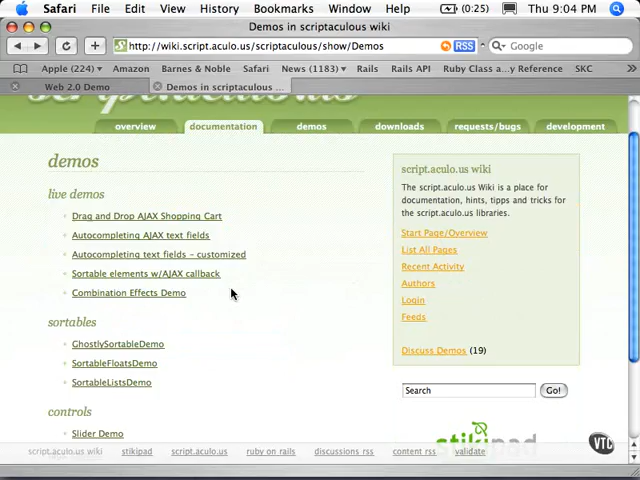 Safari File Edit View History Bookmarks Window Help (0:25) Thu 9:04 PM
Demos in scriptaculous wiki
http://wiki.script.aculo.us/scriptaculous/show/Demos RSS Google
Apple (224) Amazon Barnes & Noble Safari News (1183) Rails Rails API Ruby Class a...y Reference SKC
Web 2.0 Demo Demos in scriptaculous ...
overview documentation demos downloads requests/bugs development
demos
live demos
Drag and Drop AJAX Shopping Cart
Autocompleting AJAX text fields
Autocompleting text fields - customized
Sortable elements w/AJAX callback
Combination Effects Demo
sortables
GhostlySortableDemo
SortableFloatsDemo
SortableListsDemo
controls
Slider Demo
script.aculo.us wiki
The script.aculo.us Wiki is a place for
documentation, hints, tipps and tricks for
the script.aculo.us libraries.
Start Page/Overview
List All Pages
Recent Activity
Authors
Login
Feeds
Discuss Demos (19)
Search Go!
stikipad
VTC
script.aculo.us wiki stikipad script.aculo.us ruby on rails discussions rss content rss validate